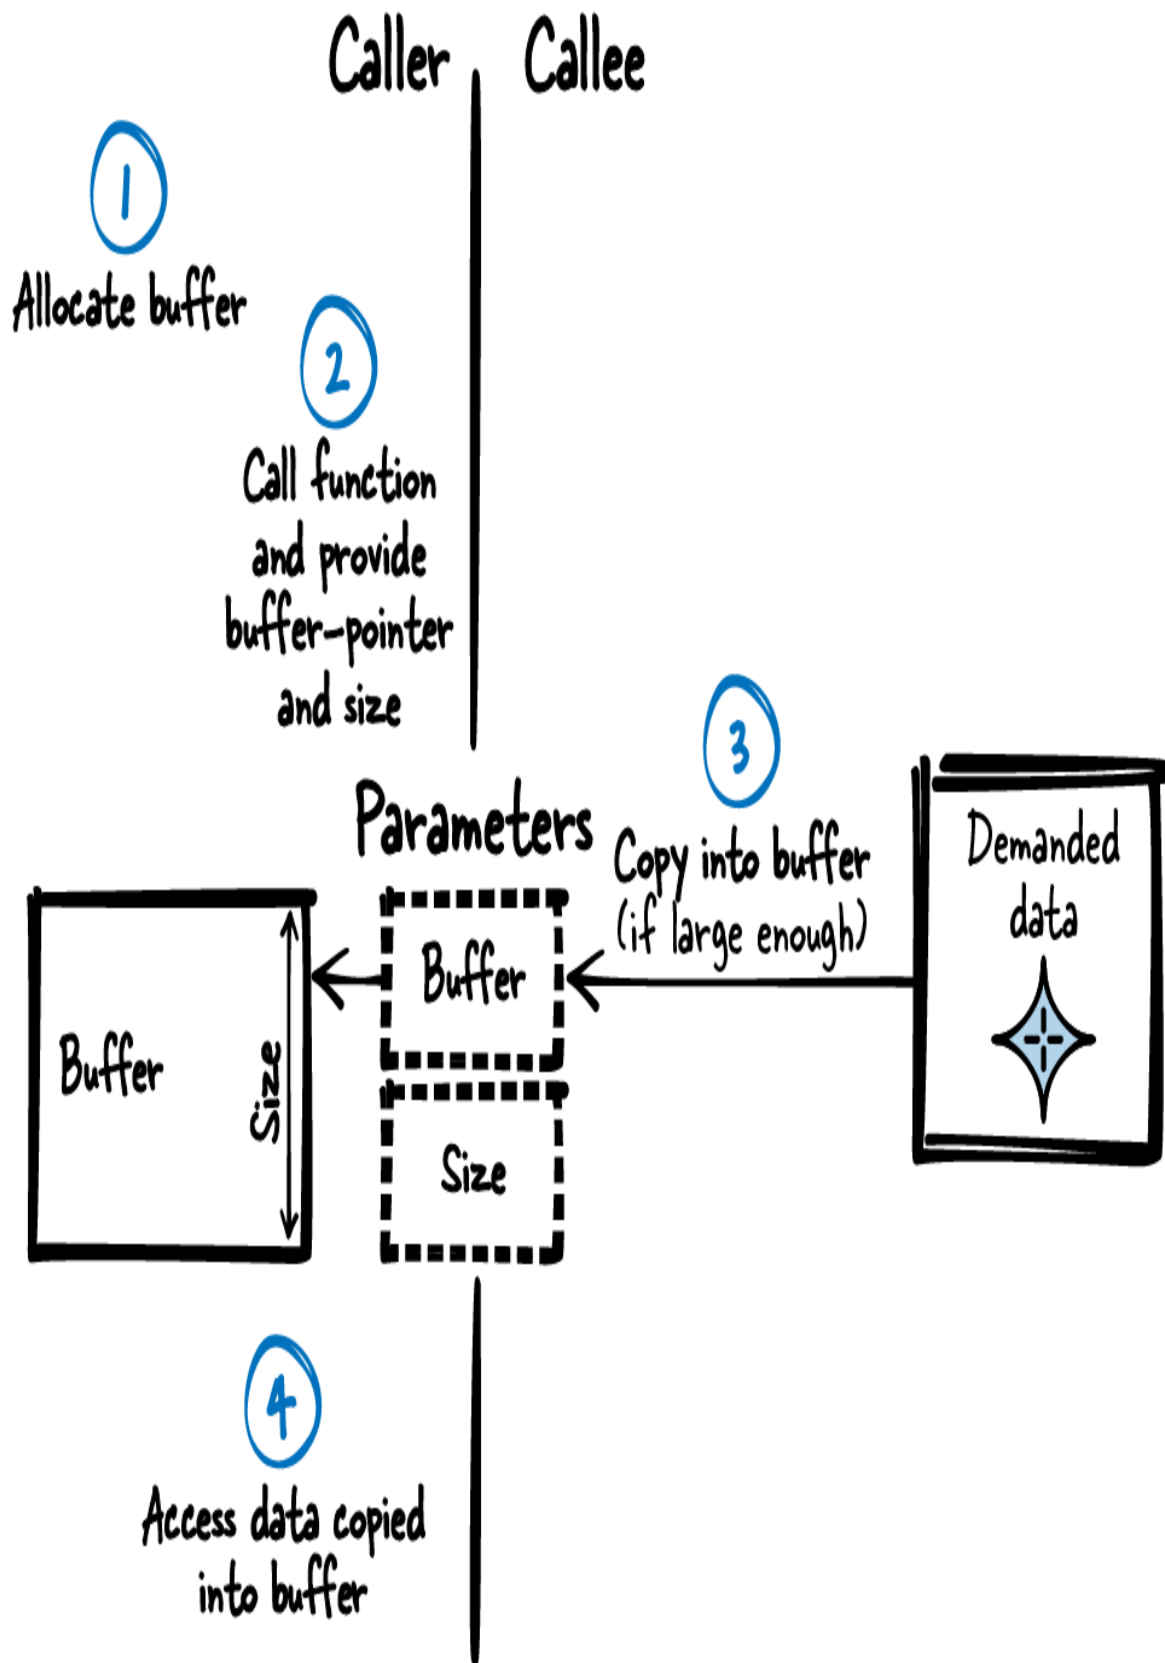 Caller
Callee
1
Allocate buffer
2
Call function
and provide
buffer-pointer
and size
3
Copy into buffer
(if large enough)
Demanded
data
Parameters
Buffer
Size
Buffer
Size
4
Access data copied
into buffer